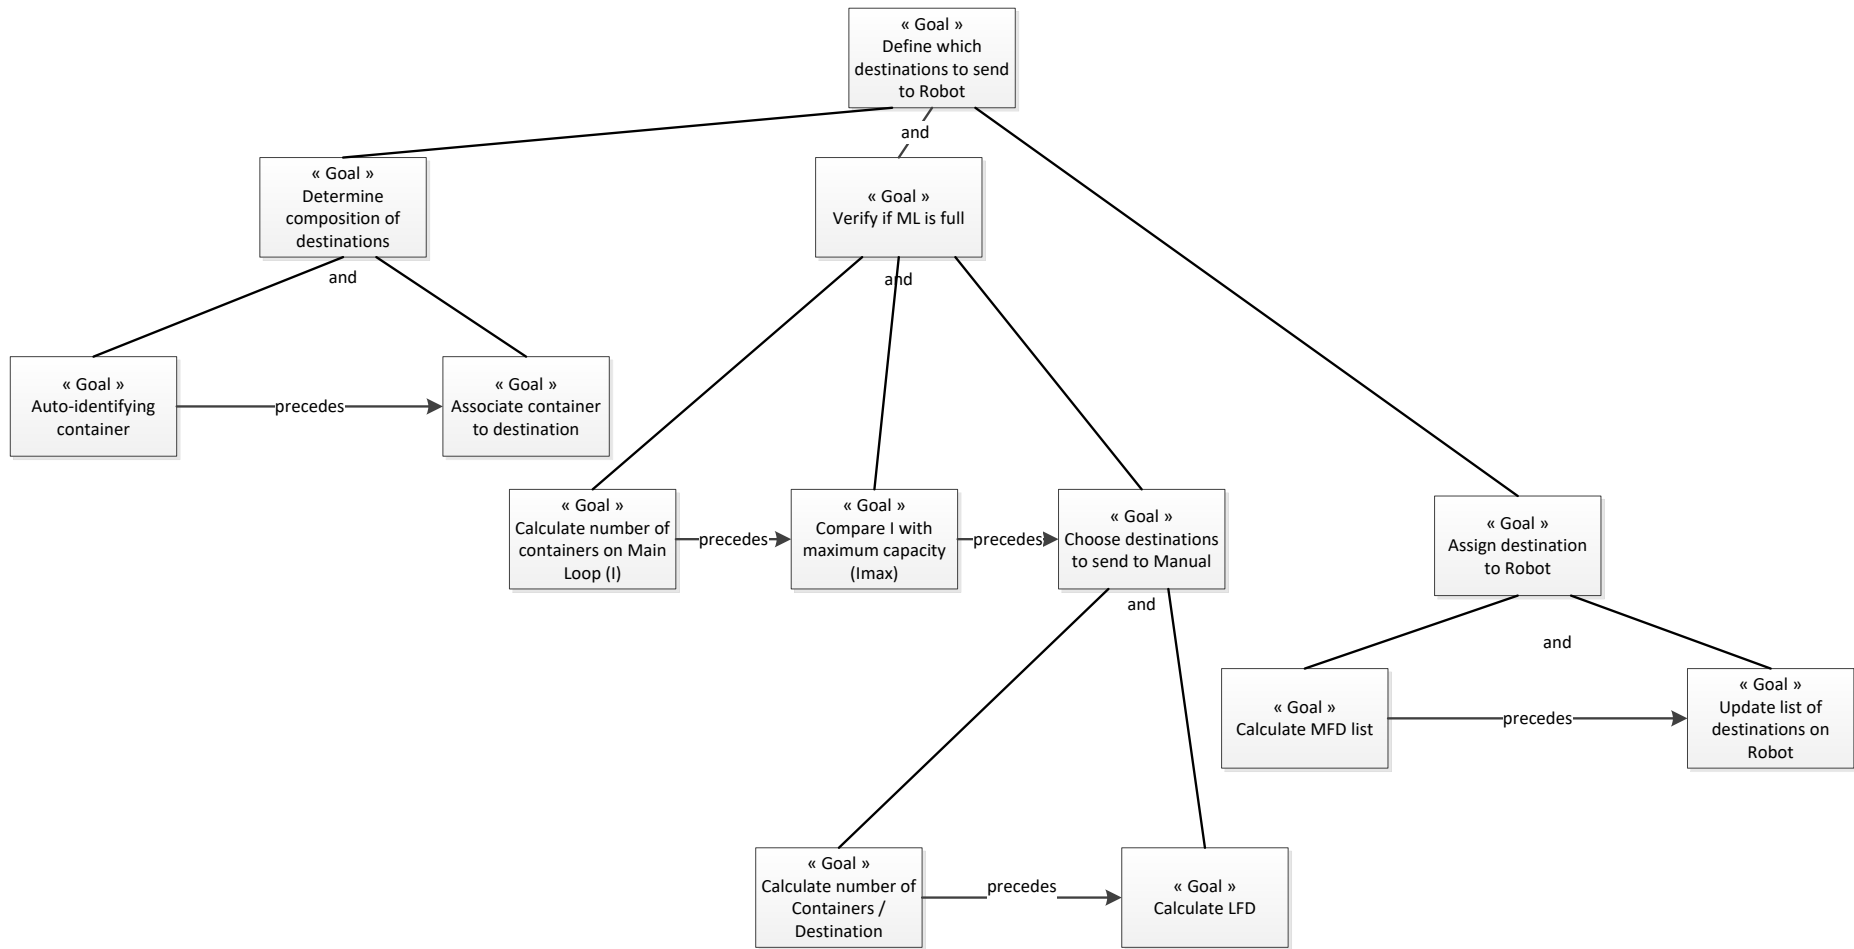 « Goal »
Define which
destinations to send
to Robot
and
« Goal »
Determine
composition of
destinations
« Goal »
Verify if ML is full
and
and
« Goal »
Auto-identifying
container
precedes
« Goal »
Associate container
to destination
« Goal »
Calculate number of
containers on Main
Loop (I)
precedes
« Goal »
Compare I with
maximum capacity
(Imax)
precedes
« Goal »
Choose destinations
to send to Manual
« Goal »
Assign destination
to Robot
and
and
« Goal »
Calculate MFD list
precedes
« Goal »
Update list of
destinations on
Robot
« Goal »
Calculate number of
Containers /
Destination
precedes
« Goal »
Calculate LFD